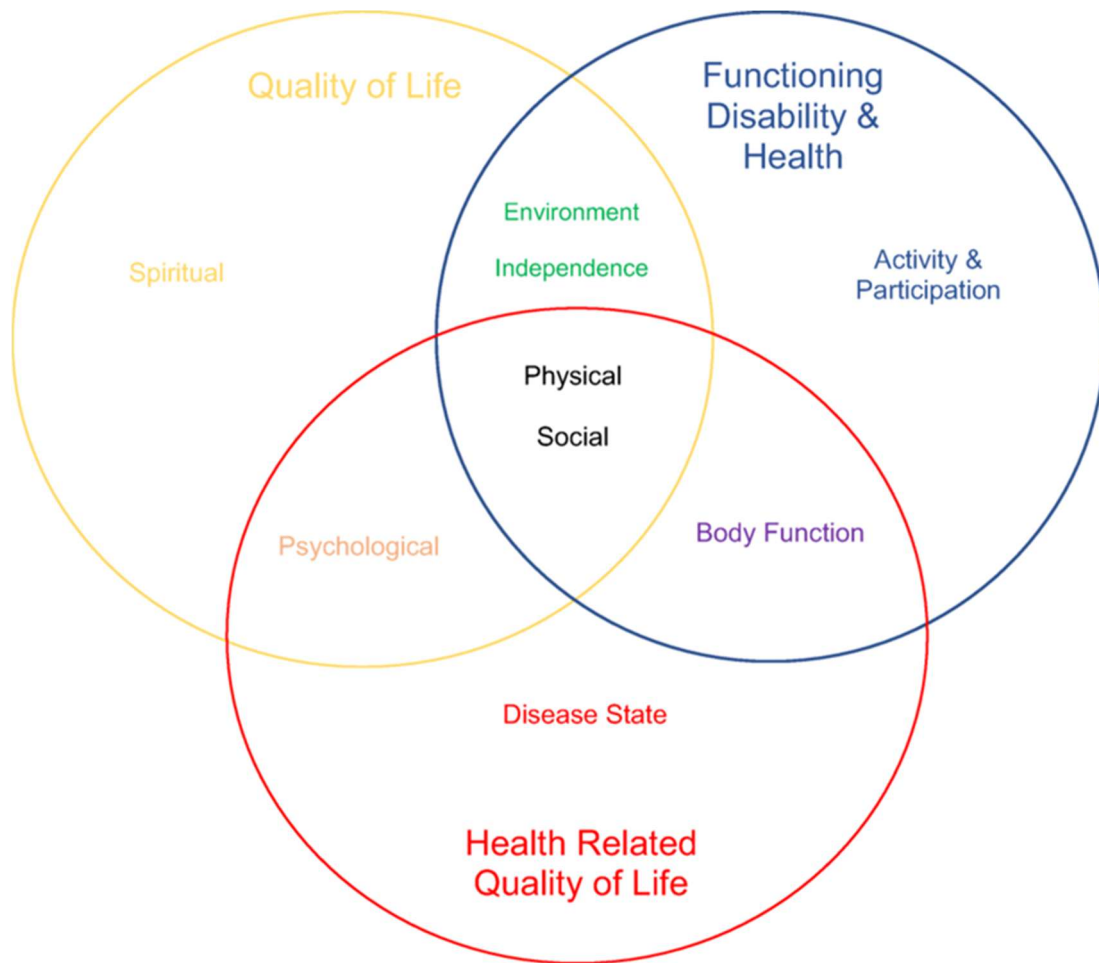 Quality of Life
Functioning
Disability &
Health
Environment
Independence
Spiritual
Activity &
Participation
Physical
Social
Psychological
Body Function
Disease State
Health Related
Quality of Life